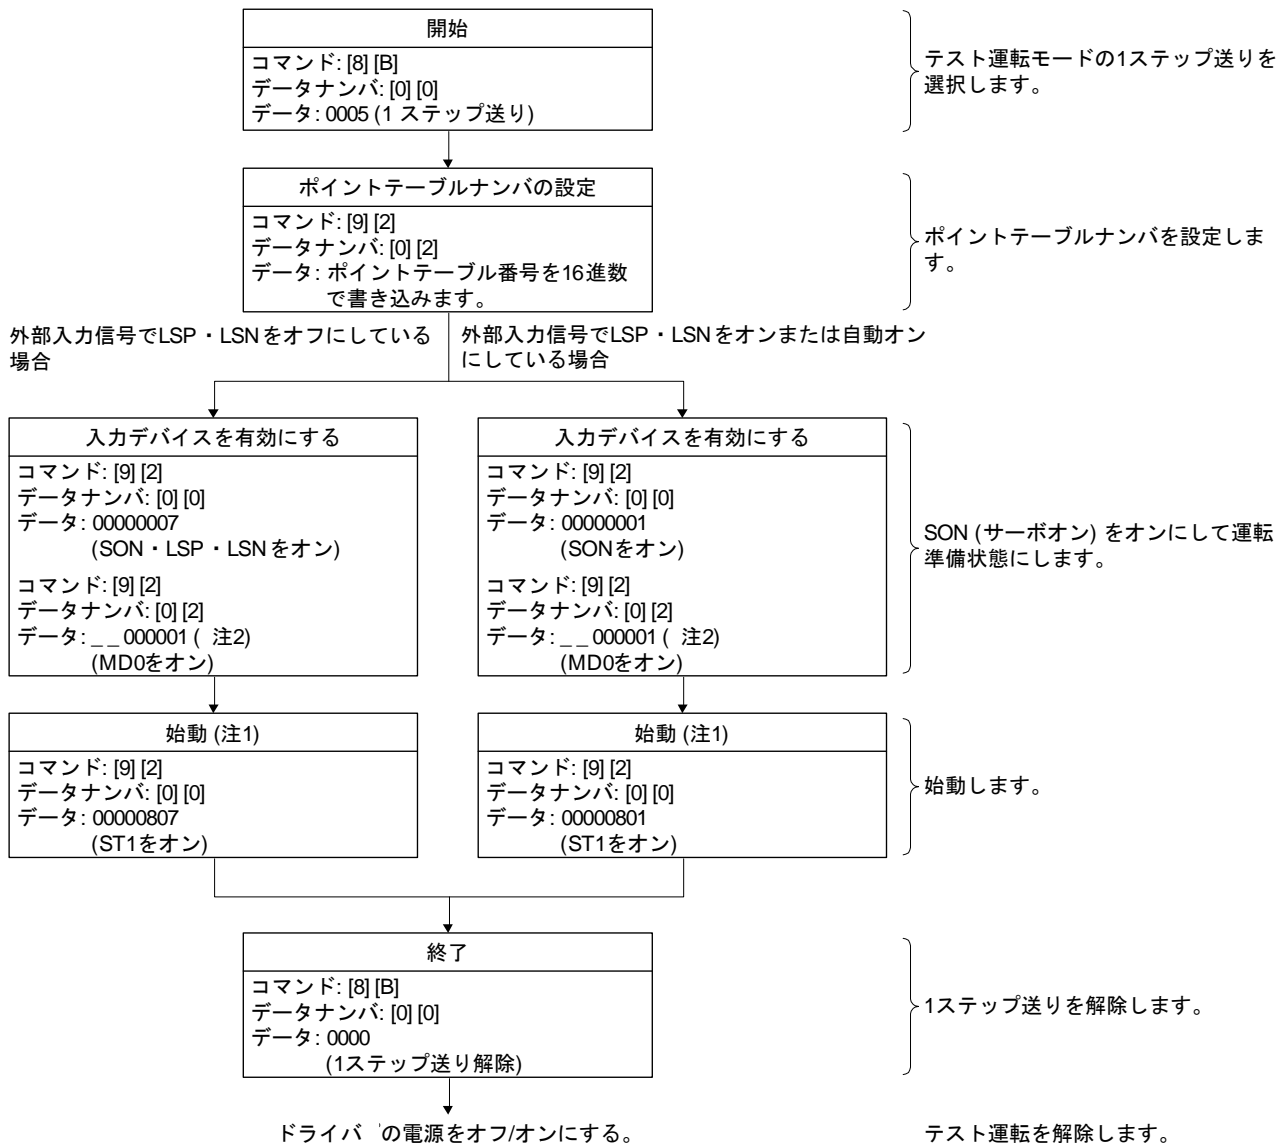 開始
コマンド: [8] [B]
データナンバ: [0] [0]
データ: 0005 (1 ステップ送り)
テスト運転モードの1ステップ送りを
選択します。
ポイントテーブルナンバの設定
コマンド: [9] [2]
データナンバ: [0] [2]
データ: ポイントテーブル番号を16進数
で書き込みます。
ポイントテーブルナンバを設定しま
す。
外部入力信号でLSP・LSNをオフにしている
場合
外部入力信号でLSP・LSNをオンまたは自動オン
にしている場合
入力デバイスを有効にする
コマンド: [9] [2]
データナンバ: [0] [0]
データ: 00000007
(SON・LSP・LSNをオン)
コマンド: [9] [2]
データナンバ: [0] [2]
データ: _ _ 000001 ( 注2)
(MD0をオン)
入力デバイスを有効にする
コマンド: [9] [2]
データナンバ: [0] [0]
データ: 00000001
(SONをオン)
コマンド: [9] [2]
データナンバ: [0] [2]
データ: _ _ 000001 ( 注2)
(MD0をオン)
SON (サーボオン) をオンにして運転
準備状態にします。
始動 (注1)
コマンド: [9] [2]
データナンバ: [0] [0]
データ: 00000807
(ST1をオン)
始動 (注1)
コマンド: [9] [2]
データナンバ: [0] [0]
データ: 00000801
(ST1をオン)
始動します。
終了
コマンド: [8] [B]
データナンバ: [0] [0]
データ: 0000
(1ステップ送り解除)
1ステップ送りを解除します。
ドライバ の電源をオフ/オンにする。
テスト運転を解除します。